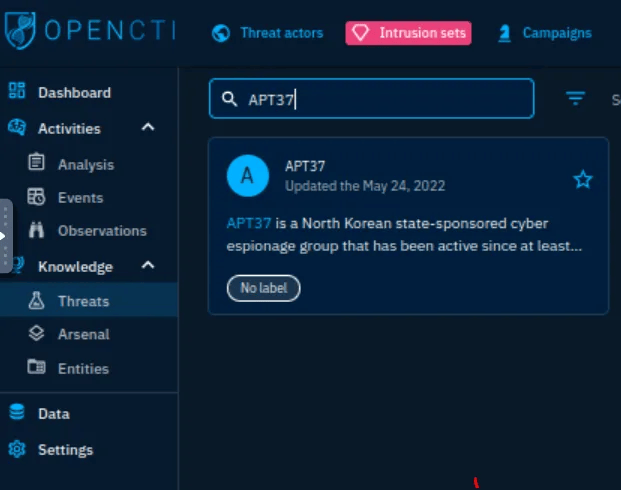 OPENCTI
Threat actors
Intrusion sets
Campaigns
Dashboard
Activities
Analysis
Events
Observations
Knowledge
Threats
Arsenal
Entities
Data
Settings
APT37
A
APT37
Updated the May 24, 2022
APT37 is a North Korean state-sponsored cyber
espionage group that has been active since at least...
No label